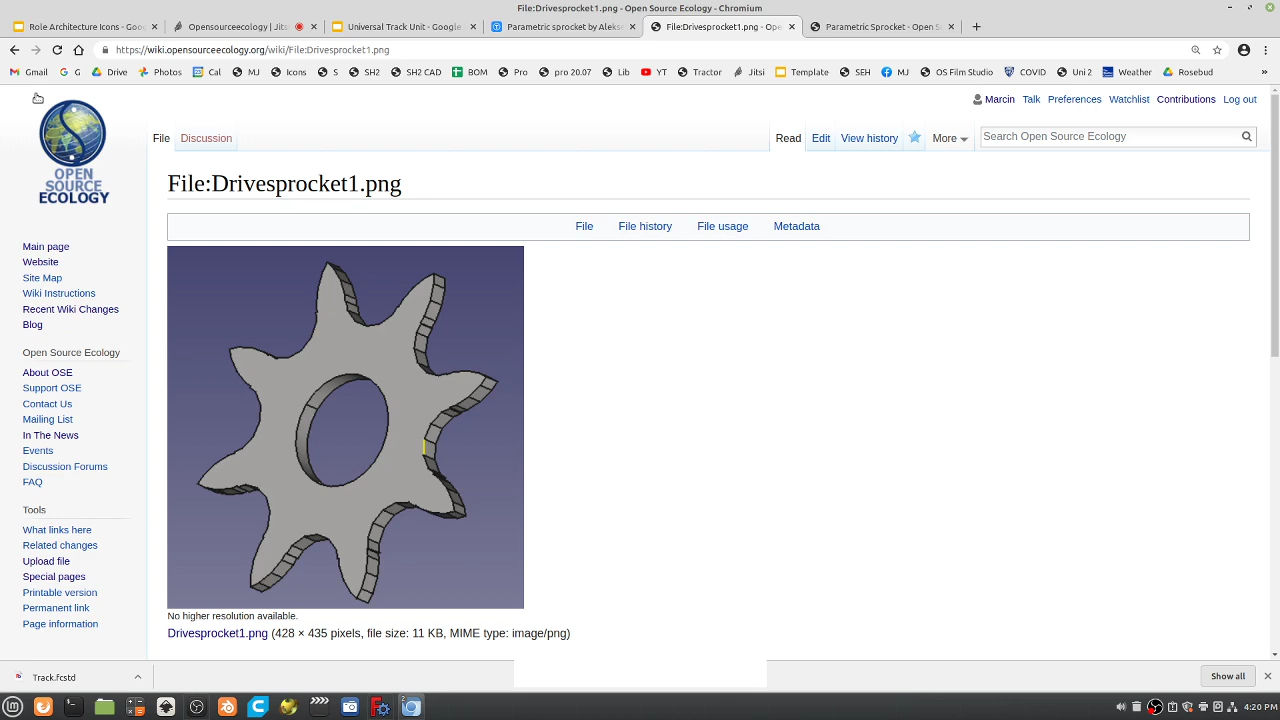 File:Drivesprocket1.png - Open Source Ecology - Chromium
Role Architecture Icons - Goog
Opensourceecology | Jits
Universal Track Unit - Google
Parametric sprocket by Alekse
File:Drivesprocket1.png - Ope
Parametric Sprocket - Open S
https://wiki.opensourceecology.org/wiki/File:Drivesprocket1.png
Gmail
G
Drive
Photos
Cal
MJ
Icons
S
SH2
SH2 CAD
BOM
Pro
pro 20.07
Lib
YT
Tractor
Jitsi
Template
SEH
MJ
OS Film Studio
COVID
Uni 2
Weather
Rosebud
»
Marcin
Talk
Preferences
Watchlist
Contributions
Log out
OPEN
SOURCE
ECOLOGY
File
Discussion
Read
Edit
View history
More
Search Open Source Ecology
File:Drivesprocket1.png
File
File history
File usage
Metadata
Main page
Website
Site Map
Wiki Instructions
Recent Wiki Changes
Blog
Open Source Ecology
About OSE
Support OSE
Contact Us
Mailing List
In The News
Events
Discussion Forums
FAQ
Tools
What links here
Related changes
Upload file
Special pages
Printable version
Permanent link
Page information
No higher resolution available.
Drivesprocket1.png (428 × 435 pixels, file size: 11 KB, MIME type: image/png)
Track.fcstd
Show all
2
4:20 PM